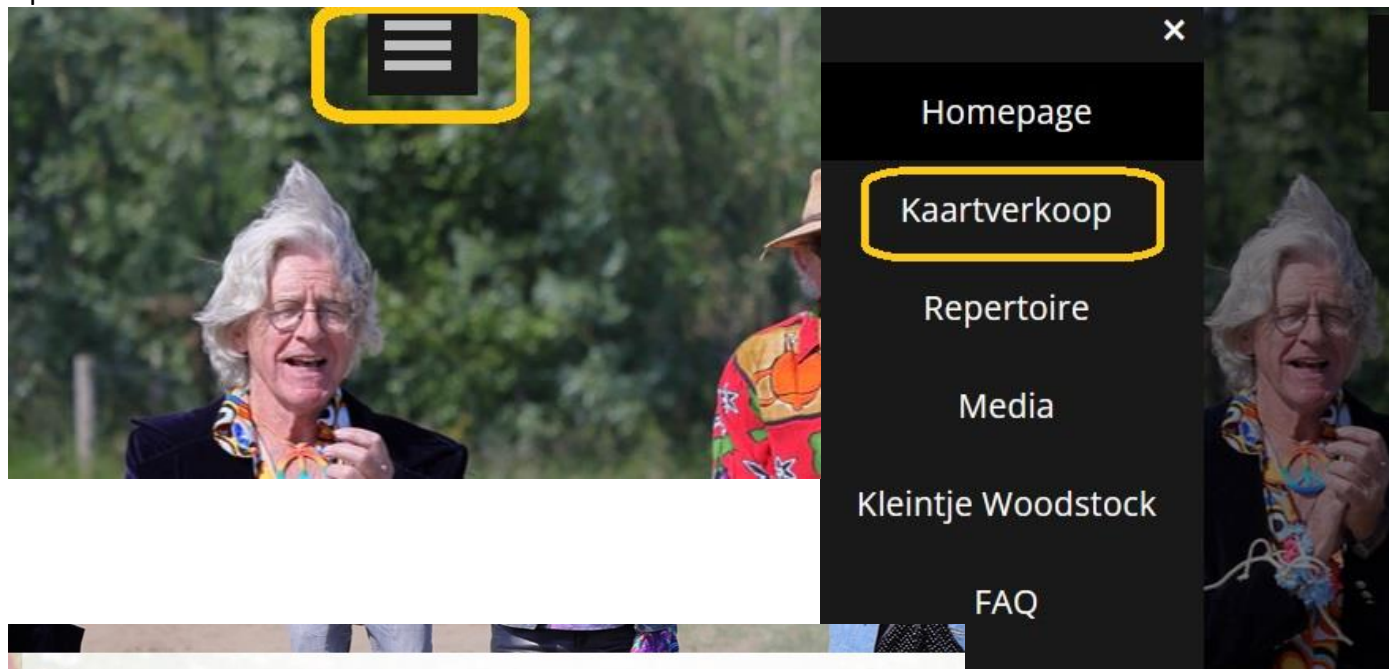 ×
Homepage
Kaartverkoop
Repertoire
Media
Kleintje Woodstock
FAQ